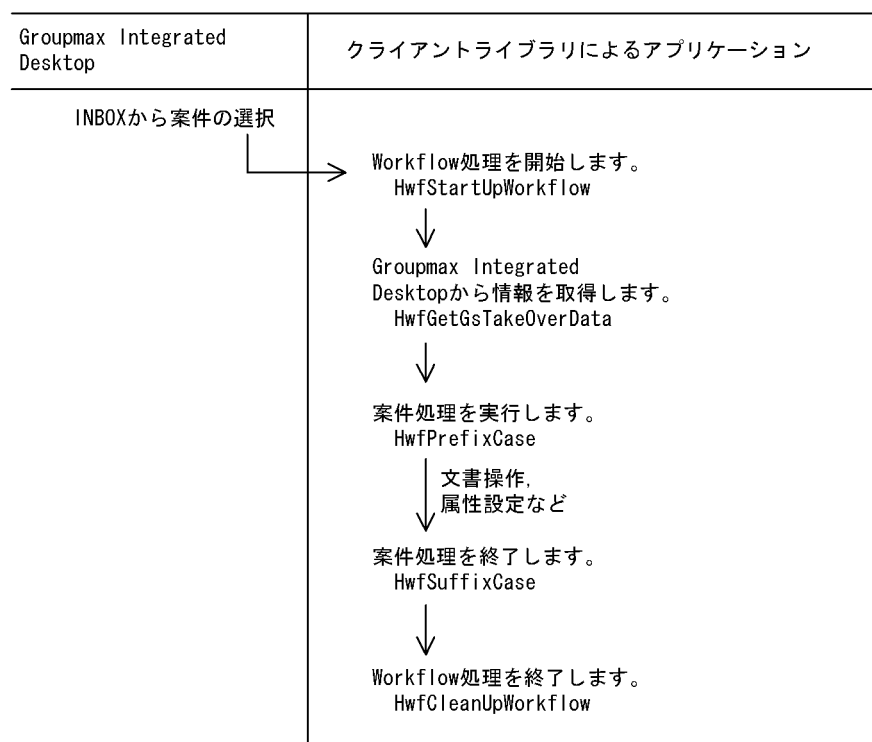 Groupmax Integrated
Desktop
クライアントライブラリによるアプリケーション
INBOXから案件の選択
Workflow処理を開始します。
HwfStartUpWorkflow
Groupmax Integrated
Desktopから情報を取得します。
HwfGetGsTakeOverData
案件処理を実行します。
HwfPrefixCase
文書操作,
属性設定など
案件処理を終了します。
HwfSuffixCase
Workflow処理を終了します。
HwfCleanUpWorkflow